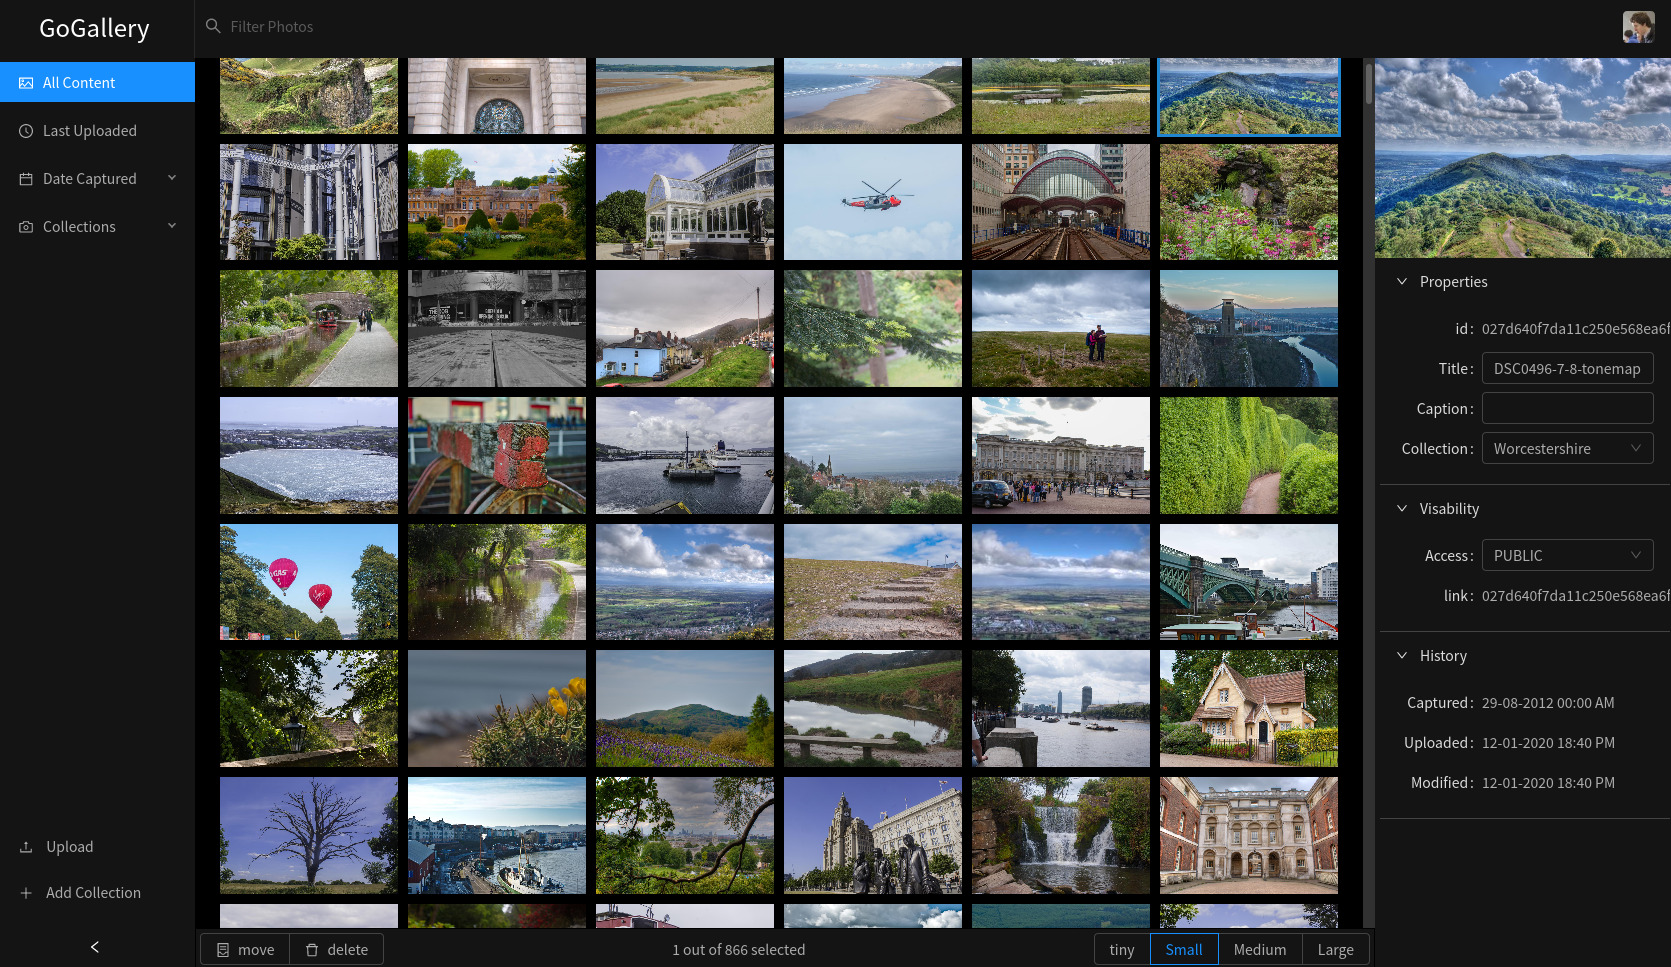 GoGallery
Filter Photos
All Content
Last Uploaded
Date Captured
Collections
Upload
Add Collection
move
delete
1 out of 866 selected
tiny
Small
Medium
Large
Properties
id: 027d640f7da11c250e568ea6f
Title: DSC0496-7-8-tonemap
Caption:
Collection: Worcestershire
Visability
Access: PUBLIC
link: 027d640f7da11c250e568ea6f
History
Captured: 29-08-2012 00:00 AM
Uploaded: 12-01-2020 18:40 PM
Modified: 12-01-2020 18:40 PM